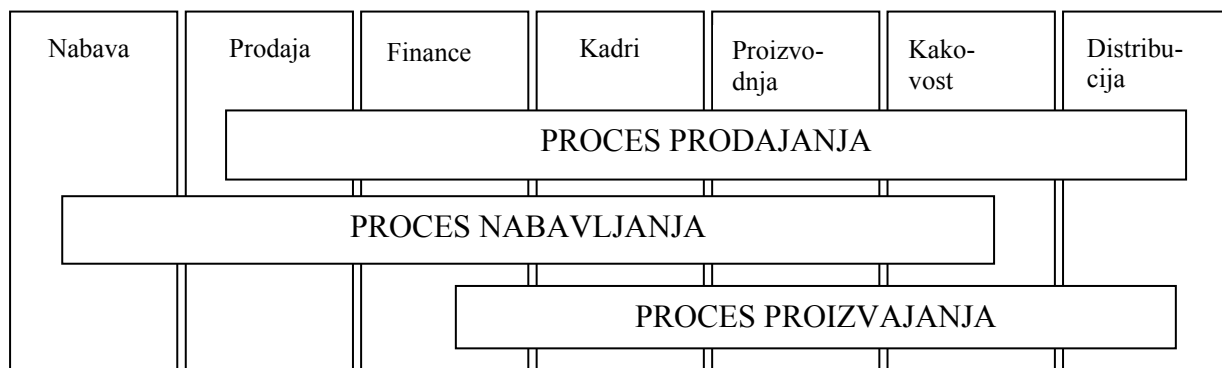 Nabava
Prodaja
Finance
Kadri
Proizvo-
dnja
Kako-
vost
Distribu-
cija
PROCES PRODAJANJA
PROCES NABAVLJANJA
PROCES PROIZVAJANJA